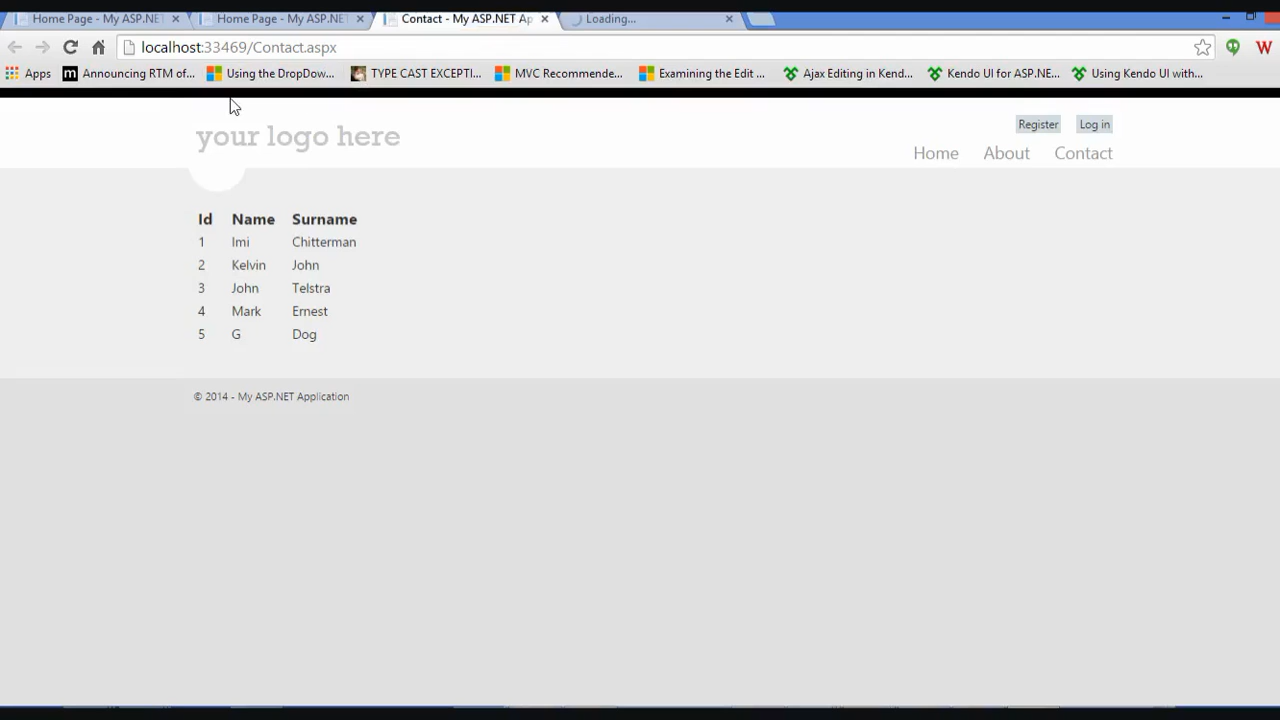 Home Page - My ASP.NET
Home Page - My ASP.NET
Contact - My ASP.NET Ap
Loading...
localhost:33469/Contact.aspx
W
Apps
m
Announcing RTM of...
Using the DropDow...
TYPE CAST EXCEPTI...
MVC Recommende...
Examining the Edit ...
Ajax Editing in Kend...
Kendo UI for ASP.NE...
Using Kendo UI with...
your logo here
Register
Log in
Home
About
Contact
Id Name Surname
1 Imi Chitterman
2 Kelvin John
3 John Telstra
4 Mark Ernest
5 G Dog
© 2014 - My ASP.NET Application